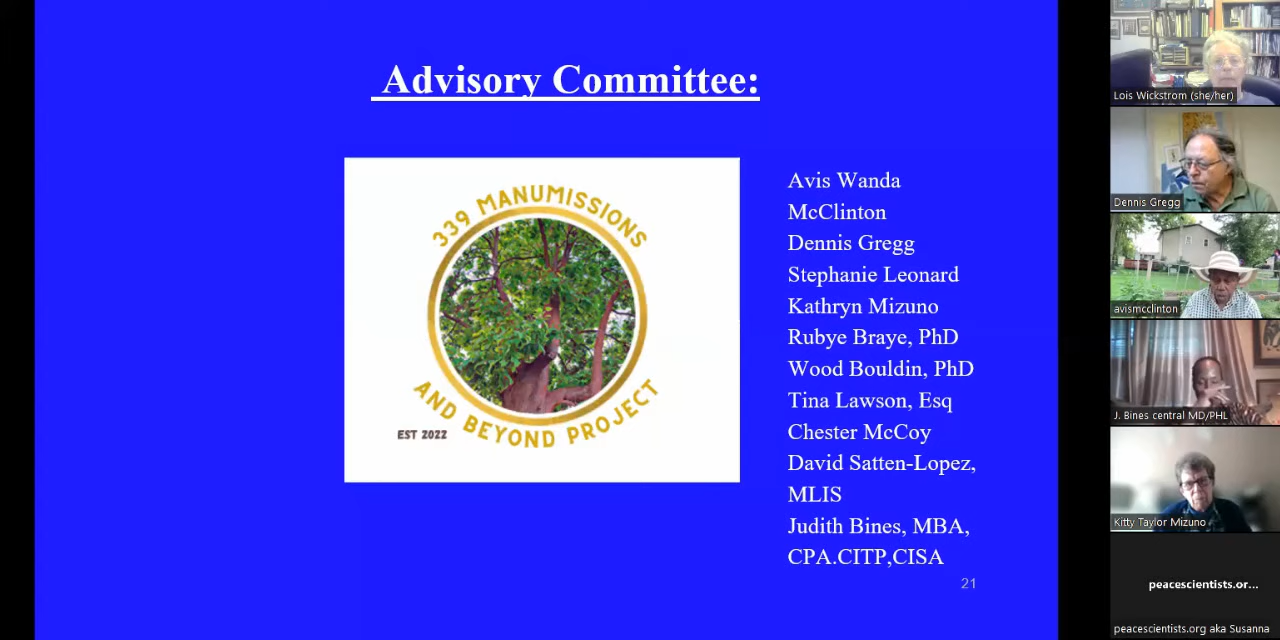 Advisory Committee:
339 MANUMISSIONS
AND BEYOND PROJECT
EST 2022
Avis Wanda
McClinton
Dennis Gregg
Stephanie Leonard
Kathryn Mizuno
Rubye Braye, PhD
Wood Bouldin, PhD
Tina Lawson, Esq
Chester McCoy
David Satten-Lopez,
MLIS
Judith Bines, MBA,
CPA.CITP,CISA
21
Lois Wickstrom (she/her)
Dennis Gregg
avismcclinton
J. Bines central MD/PHL
Kitty Taylor Mizuno
peacescientists.or...
peacescientists.org aka Susanna